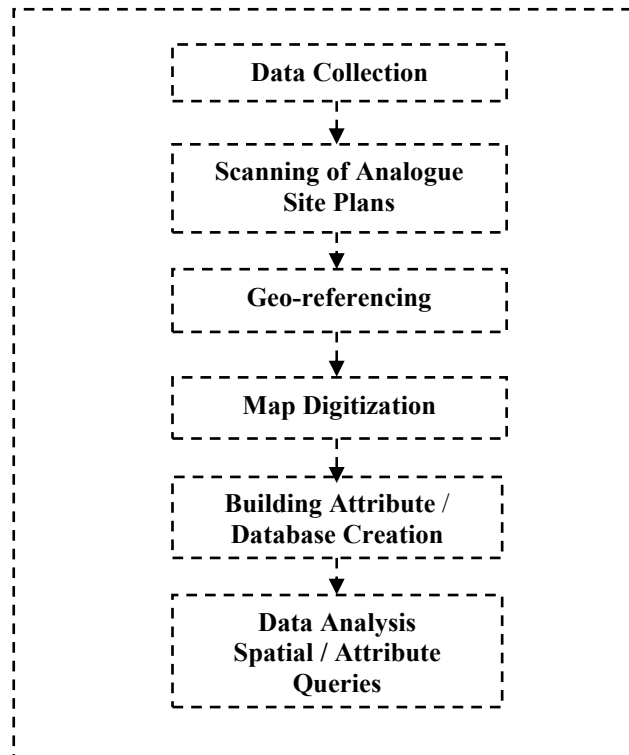 Data Collection
Scanning of Analogue
Site Plans
Geo-referencing
Map Digitization
Building Attribute /
Database Creation
Data Analysis
Spatial / Attribute
Queries